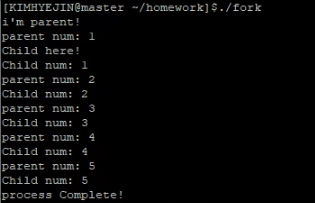 [KIMHYEJIN@master ~/homework]$./fork
i'm parent!
parent num: 1
Child here!
Child num: 1
parent num: 2
Child num: 2
parent num: 3
Child num: 3
parent num: 4
Child num: 4
parent num: 5
Child num: 5
process Complete!